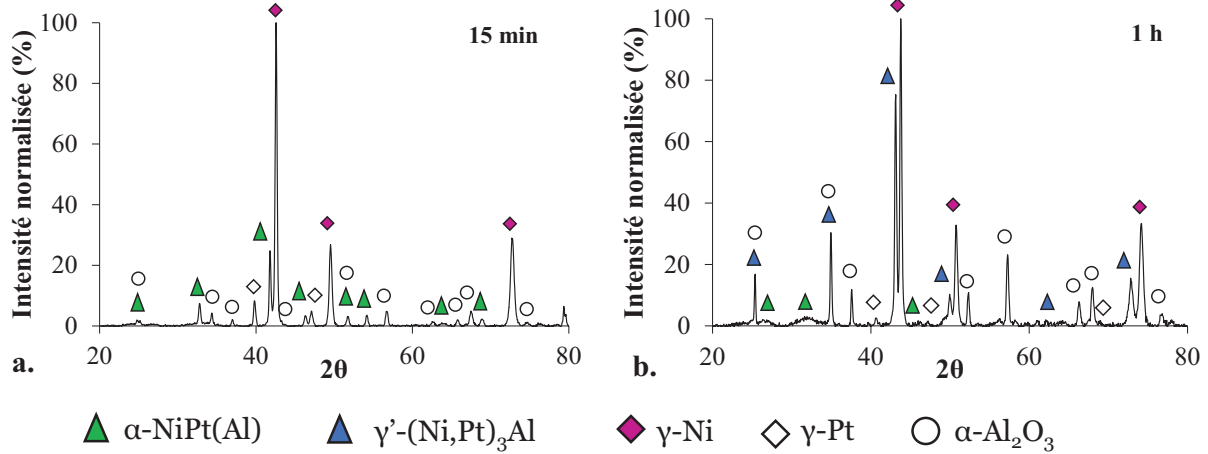 Intensité normalisée (%)
100
80
60
40
20
0
15 min
20
40
60
80
2θ
a.
Intensité normalisée (%)
100
80
60
40
20
0
1 h
20
40
60
80
2θ
b.
α-NiPt(Al)
γ’-(Ni,Pt)₃Al
γ-Ni
γ-Pt
α-Al₂O₃